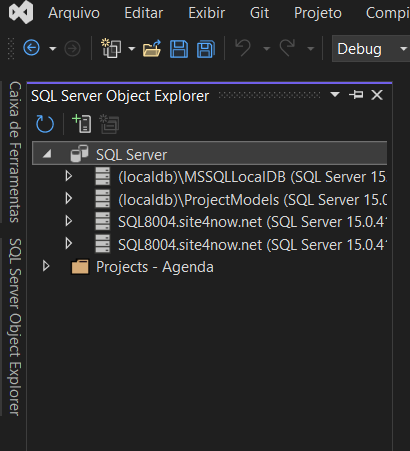 Arquivo Editar Exibir Git Projeto Compi
Debug
Caixa de Ferramentas
SQL Server Object Explorer
SQL Server Object Explorer
SQL Server
(localdb)\MSSQLLocalDB (SQL Server 15
(localdb)\ProjectModels (SQL Server 15.0
SQL8004.site4now.net (SQL Server 15.0.41
SQL8004.site4now.net (SQL Server 15.0.41
Projects - Agenda